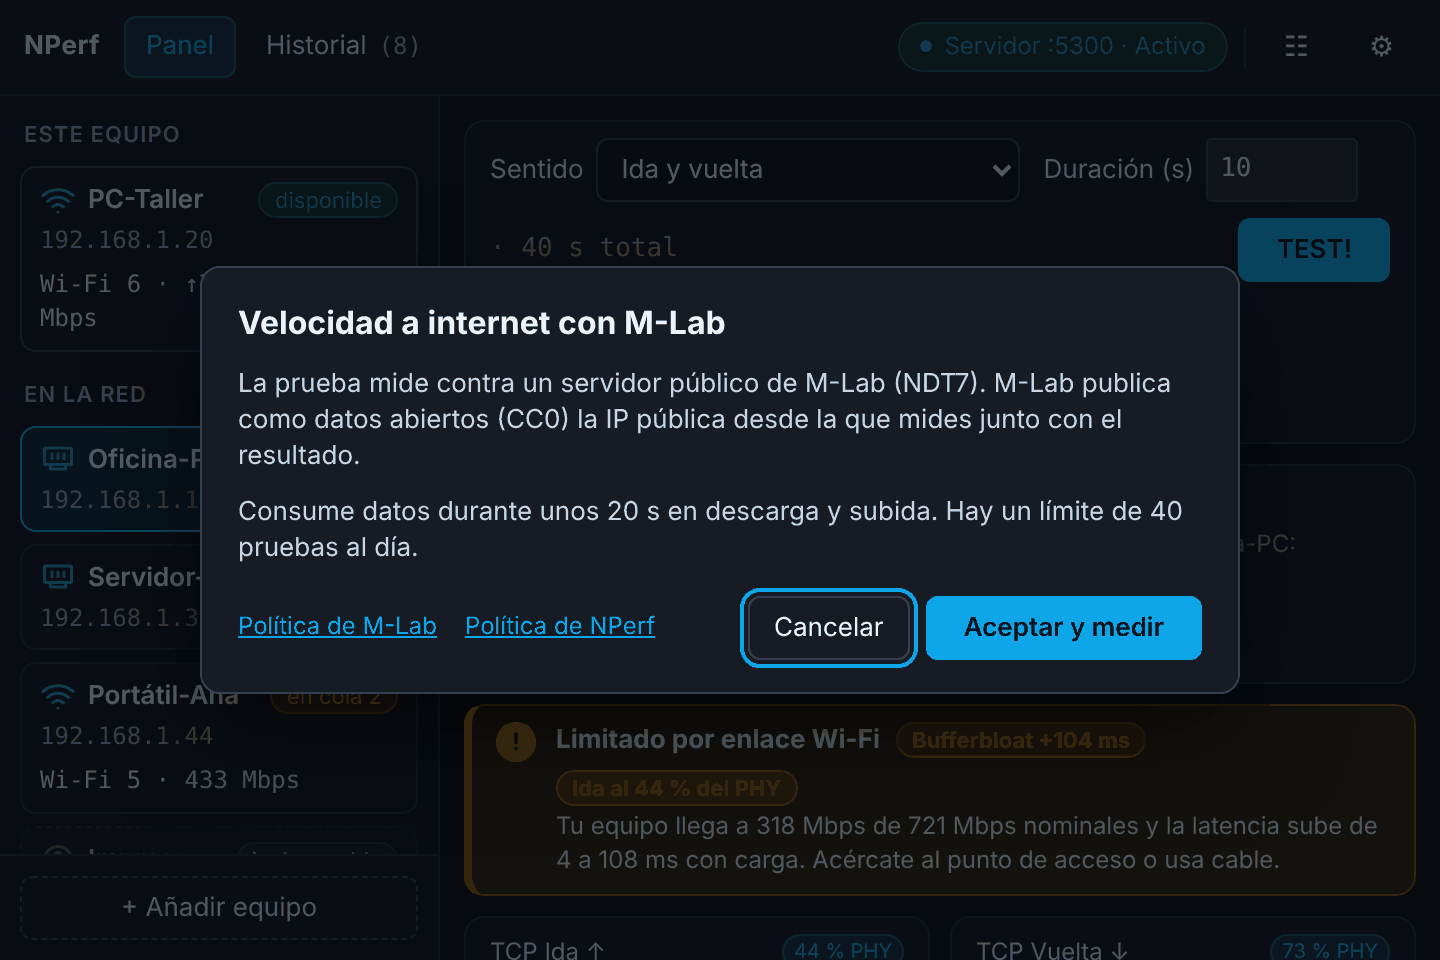 NPerf Panel Historial (8) Servidor :5300 · Activo
ESTE EQUIPO
PC-Taller disponible
192.168.1.20
Wi-Fi 6 · ↑
Mbps
EN LA RED
Oficina-P
192.168.1.1
Servidor-
192.168.1.3
Portátil-Ana en cola 2
192.168.1.44
Wi-Fi 5 · 433 Mbps
+ Añadir equipo
Sentido Ida y vuelta Duración (s) 10
· 40 s total TEST!
Velocidad a internet con M-Lab
La prueba mide contra un servidor público de M-Lab (NDT7). M-Lab publica
como datos abiertos (CC0) la IP pública desde la que mides junto con el
resultado.
Consume datos durante unos 20 s en descarga y subida. Hay un límite de 40
pruebas al día.
Política de M-Lab Política de NPerf Cancelar Aceptar y medir
a-PC:
! Limitado por enlace Wi-Fi Bufferbloat +104 ms
Ida al 44 % del PHY
Tu equipo llega a 318 Mbps de 721 Mbps nominales y la latencia sube de
4 a 108 ms con carga. Acércate al punto de acceso o usa cable.
TCP Ida ↑ 44 % PHY TCP Vuelta ↓ 73 % PHY